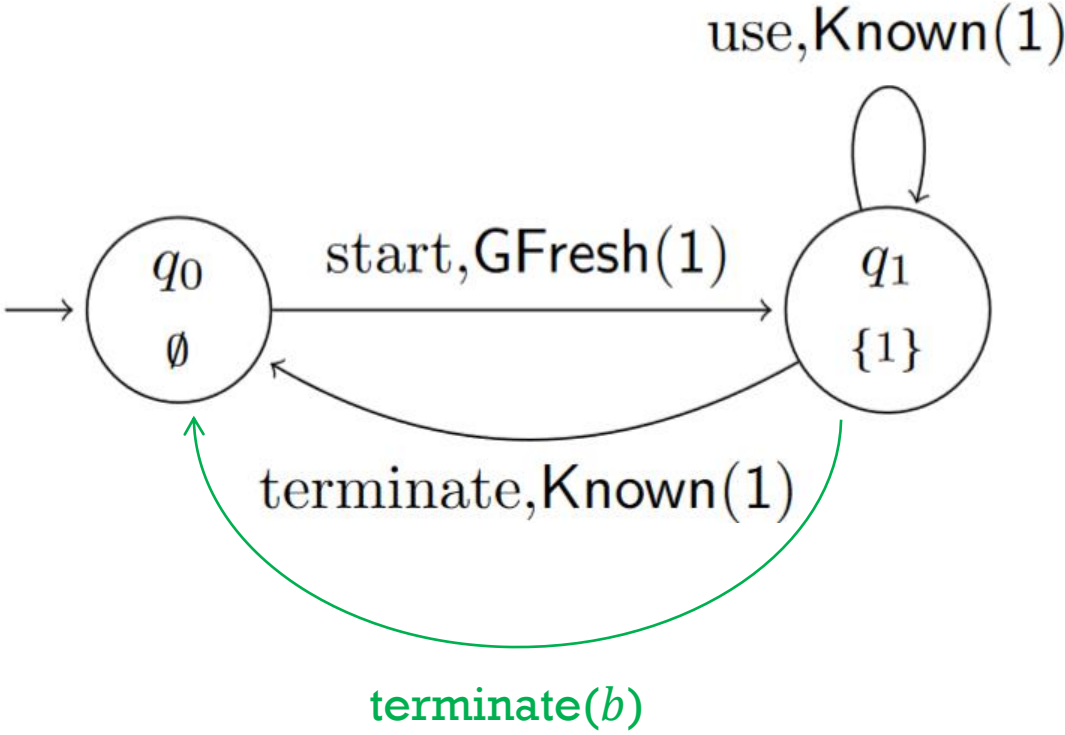 use,Known(1)
q₀
∅
start,GFresh(1)
q₁
{1}
terminate,Known(1)
terminate(b)